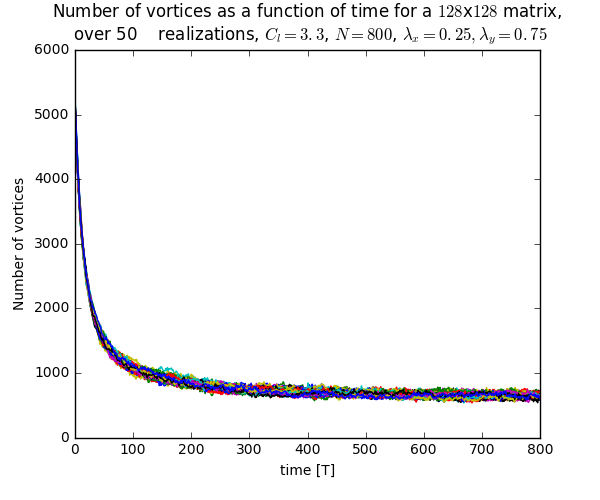 Number of vortices as a function of time for a 128x128 matrix,
over 50    realizations, $C_l = 3.3$, $N = 800$, $\lambda_x = 0.25, \lambda_y = 0.75$
6000
5000
4000
3000
2000
1000
0
Number of vortices
0 100 200 300 400 500 600 700 800
time [T]